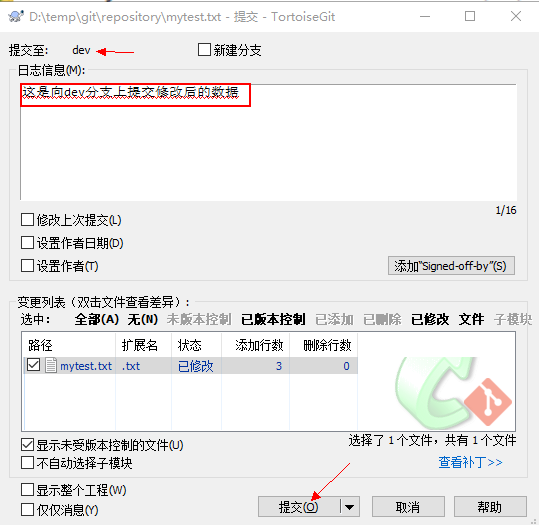 D:\temp\git\repository\mytest.txt - 提交 - TortoiseGit
提交至: dev 新建分支
日志信息(M):
这是向dev分支上提交修改后的数据
1/16
修改上次提交(L)
设置作者日期(D)
设置作者(T) 添加"Signed-off-by"(S)
变更列表（双击文件查看差异）:
选中: 全部(A) 无(N) 未版本控制 已版本控制 已添加 已删除 已修改 文件 子模块
路径 扩展名 状态 添加行数 删除行数
mytest.txt .txt 已修改 3 0
显示未受版本控制的文件(U) 选择了 1 个文件，共有 1 个文件
不自动选择子模块 查看补丁>>
显示整个工程(W)
仅仅消息(Y) 提交(O) 取消 帮助